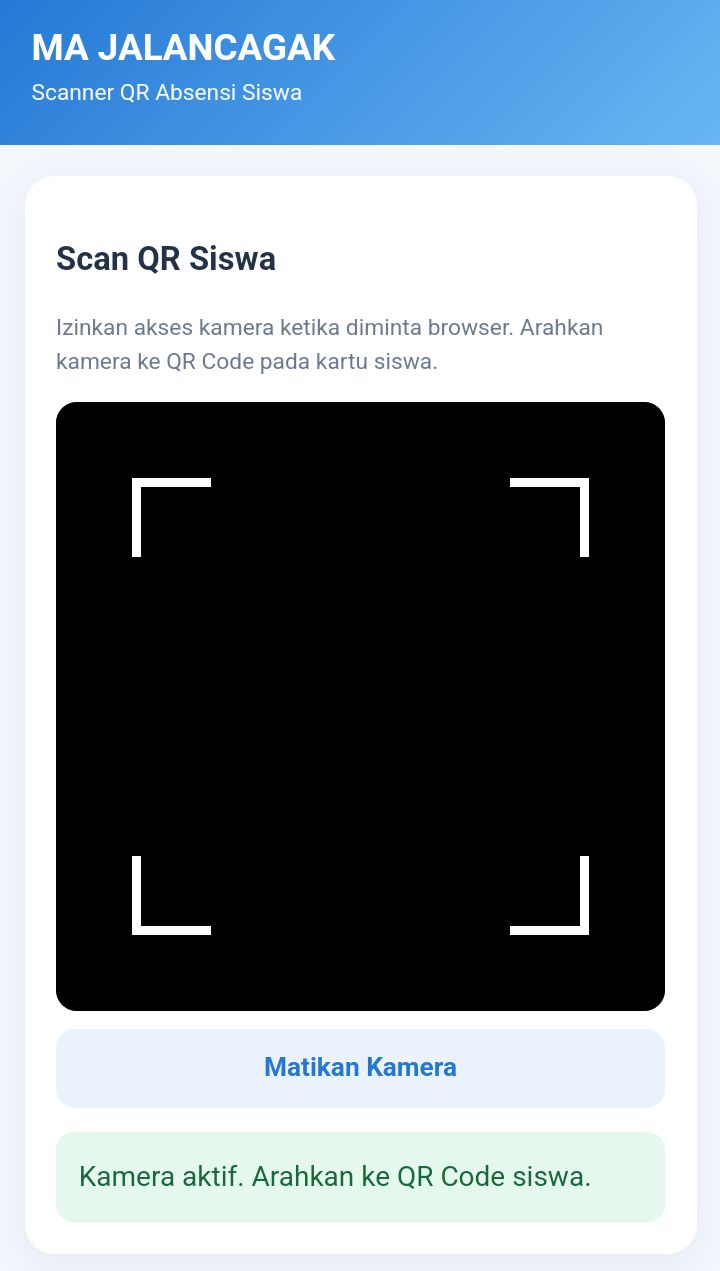 MA JALANCAGAK
Scanner QR Absensi Siswa
Scan QR Siswa
Izinkan akses kamera ketika diminta browser. Arahkan
kamera ke QR Code pada kartu siswa.
Matikan Kamera
Kamera aktif. Arahkan ke QR Code siswa.